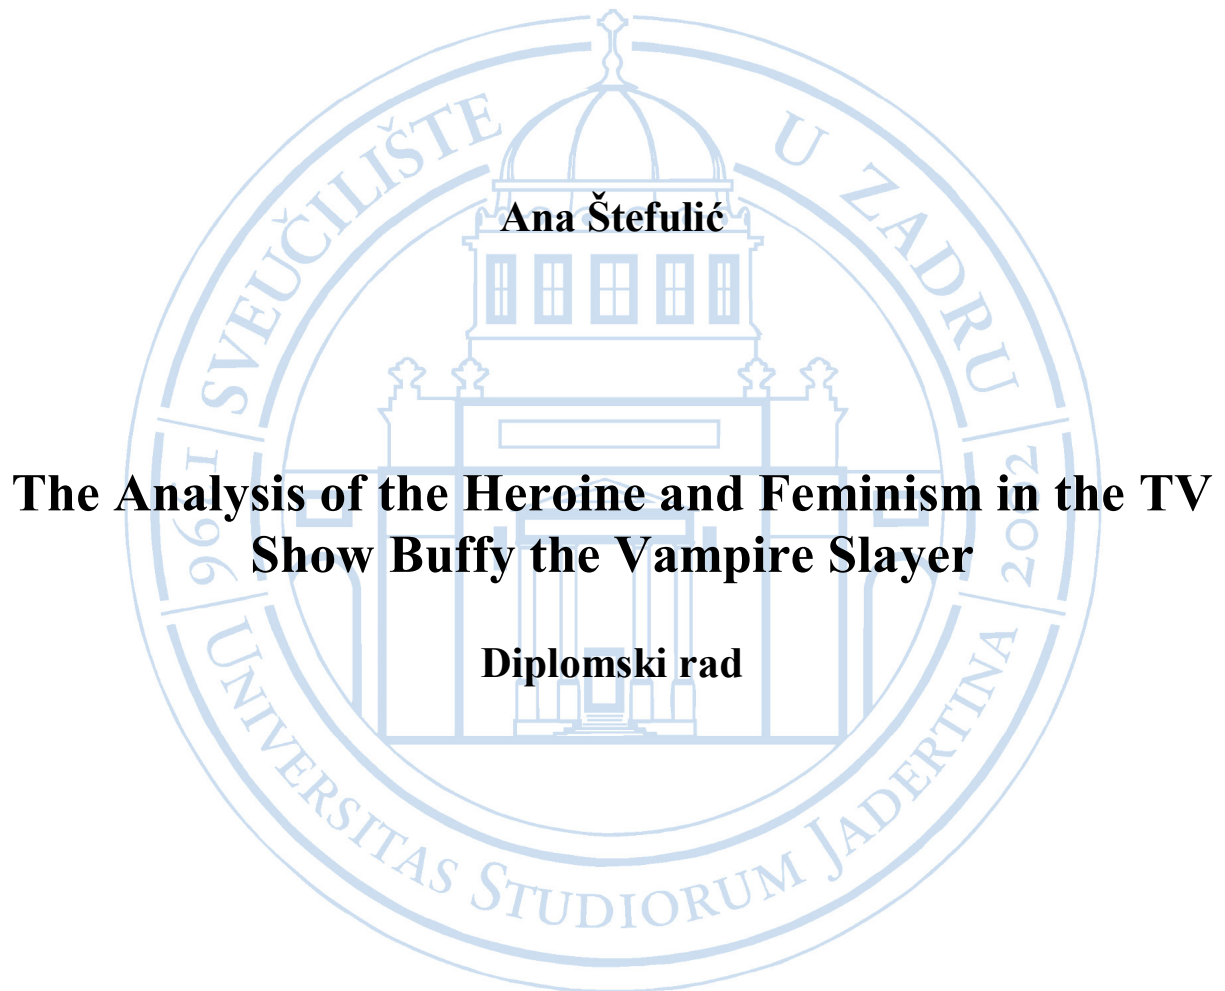 SVEUČILIŠTE U ZADRU
Ana Štefulić
The Analysis of the Heroine and Feminism in the TV
Show Buffy the Vampire Slayer
1396
2002
Diplomski rad
UNIVERSITAS STUDIORUM JADERTINA